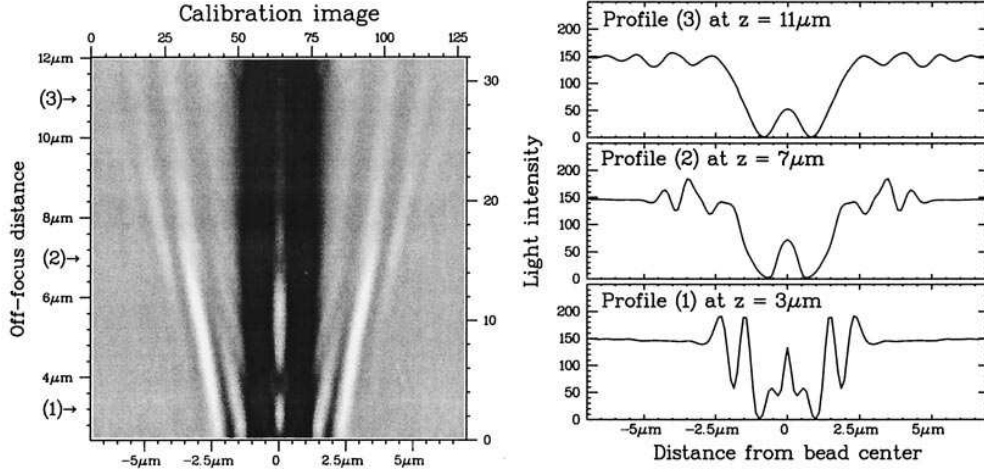 Calibration image
0 25 50 75 100 125
12μm
10μm
8μm
6μm
4μm
(3)→
(2)→
(1)→
Off-focus distance
30
20
10
0
-5μm -2.5μm 0 2.5μm 5μm
Profile (3) at z = 11μm
200
150
100
50
0
Profile (2) at z = 7μm
200
150
100
50
0
Profile (1) at z = 3μm
200
150
100
50
0
Light intensity
-5μm -2.5μm 0 2.5μm 5μm
Distance from bead center